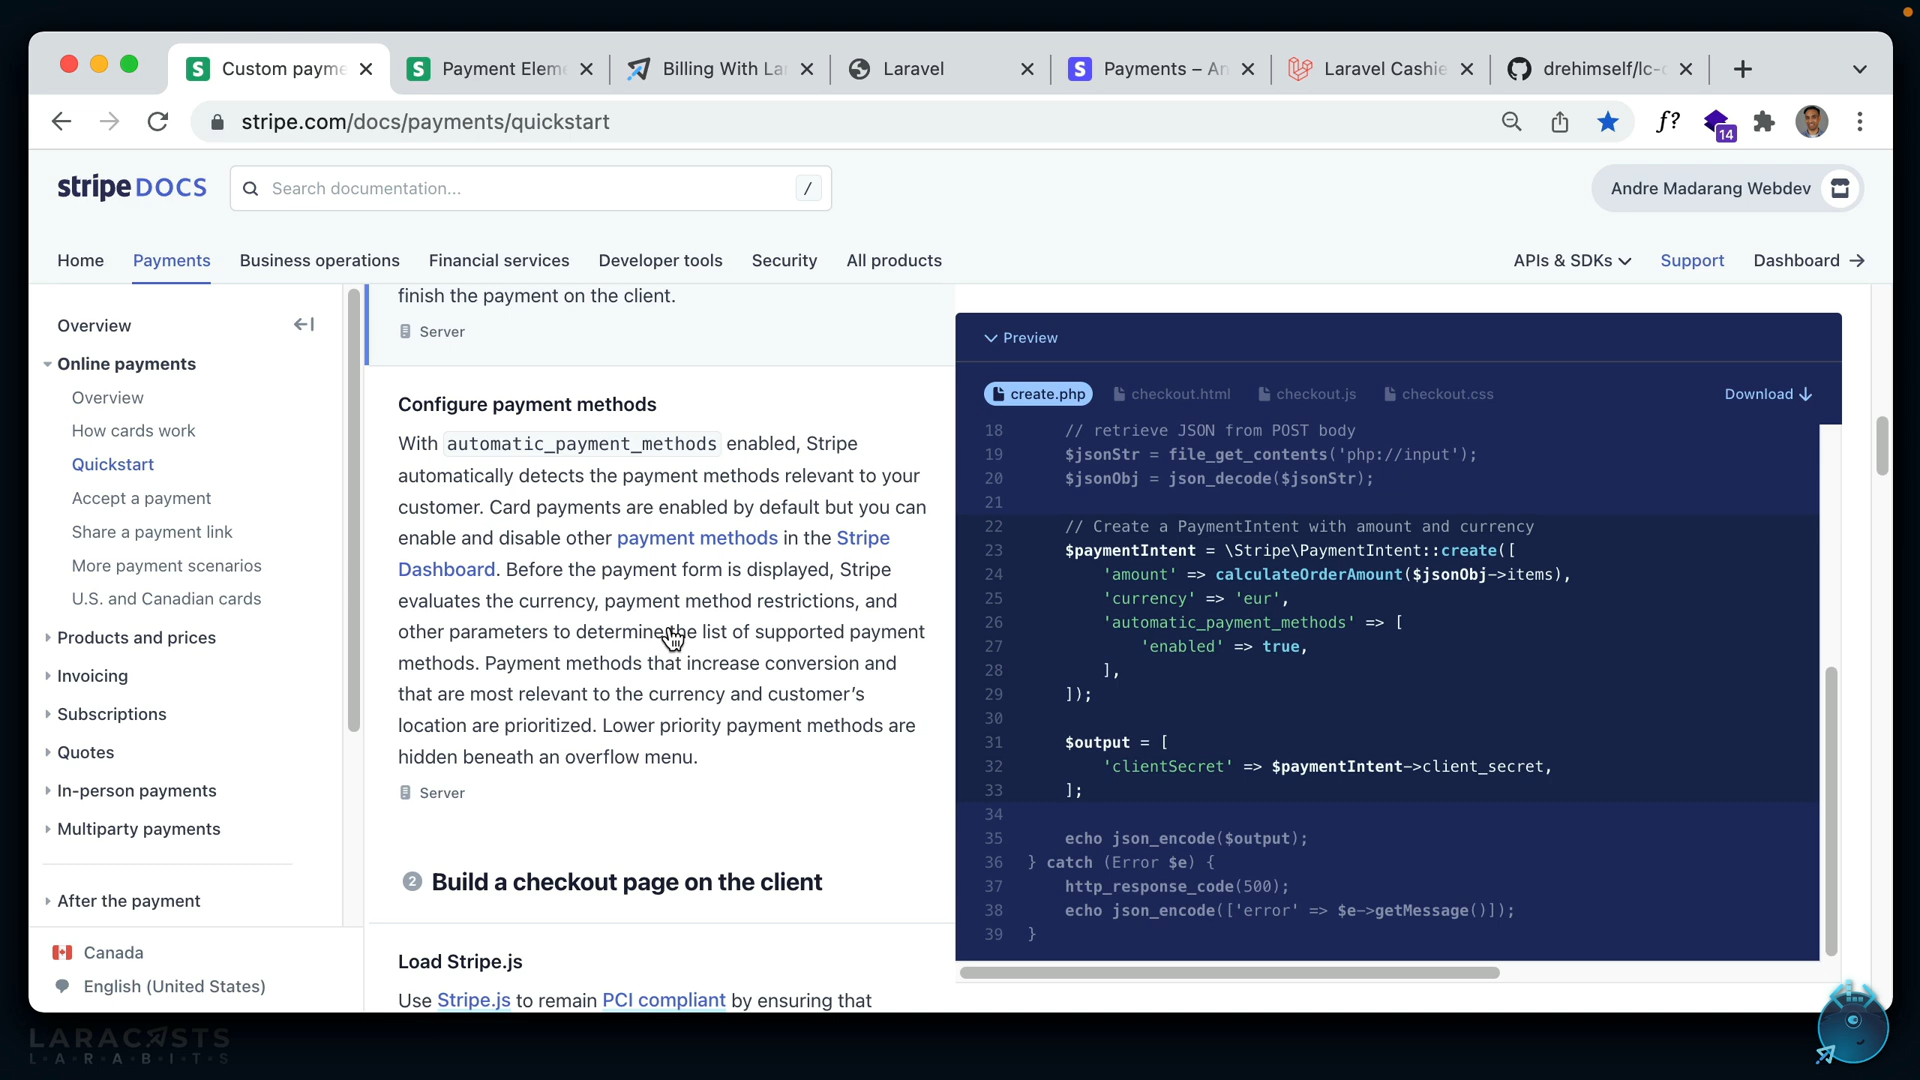 Custom payme
Payment Eleme
Billing With La
Laravel
Payments – An
Laravel Cashie
drehimself/lc-c
stripe.com/docs/payments/quickstart
f?
14
stripe DOCS
Search documentation...
/
Andre Madarang Webdev
Home
Payments
Business operations
Financial services
Developer tools
Security
All products
APIs & SDKs
Support
Dashboard
Overview
Online payments
Overview
How cards work
Quickstart
Accept a payment
Share a payment link
More payment scenarios
U.S. and Canadian cards
Products and prices
Invoicing
Subscriptions
Quotes
In-person payments
Multiparty payments
After the payment
Canada
English (United States)
finish the payment on the client.
Server
Configure payment methods
With automatic_payment_methods enabled, Stripe
automatically detects the payment methods relevant to your
customer. Card payments are enabled by default but you can
enable and disable other payment methods in the Stripe
Dashboard. Before the payment form is displayed, Stripe
evaluates the currency, payment method restrictions, and
other parameters to determine the list of supported payment
methods. Payment methods that increase conversion and
that are most relevant to the currency and customer's
location are prioritized. Lower priority payment methods are
hidden beneath an overflow menu.
Server
2 Build a checkout page on the client
Load Stripe.js
Use Stripe.js to remain PCI compliant by ensuring that
Preview
create.php
checkout.html
checkout.js
checkout.css
Download
18 // retrieve JSON from POST body
19 $jsonStr = file_get_contents('php://input');
20 $jsonObj = json_decode($jsonStr);
21
22 // Create a PaymentIntent with amount and currency
23 $paymentIntent = \Stripe\PaymentIntent::create([
24 'amount' => calculateOrderAmount($jsonObj->items),
25 'currency' => 'eur',
26 'automatic_payment_methods' => [
27 'enabled' => true,
28 ],
29 ]);
30
31 $output = [
32 'clientSecret' => $paymentIntent->client_secret,
33 ];
34
35 echo json_encode($output);
36 } catch (Error $e) {
37 http_response_code(500);
38 echo json_encode(['error' => $e->getMessage()]);
39 }
LARACASTS
L·A·R·A·B·I·T·S